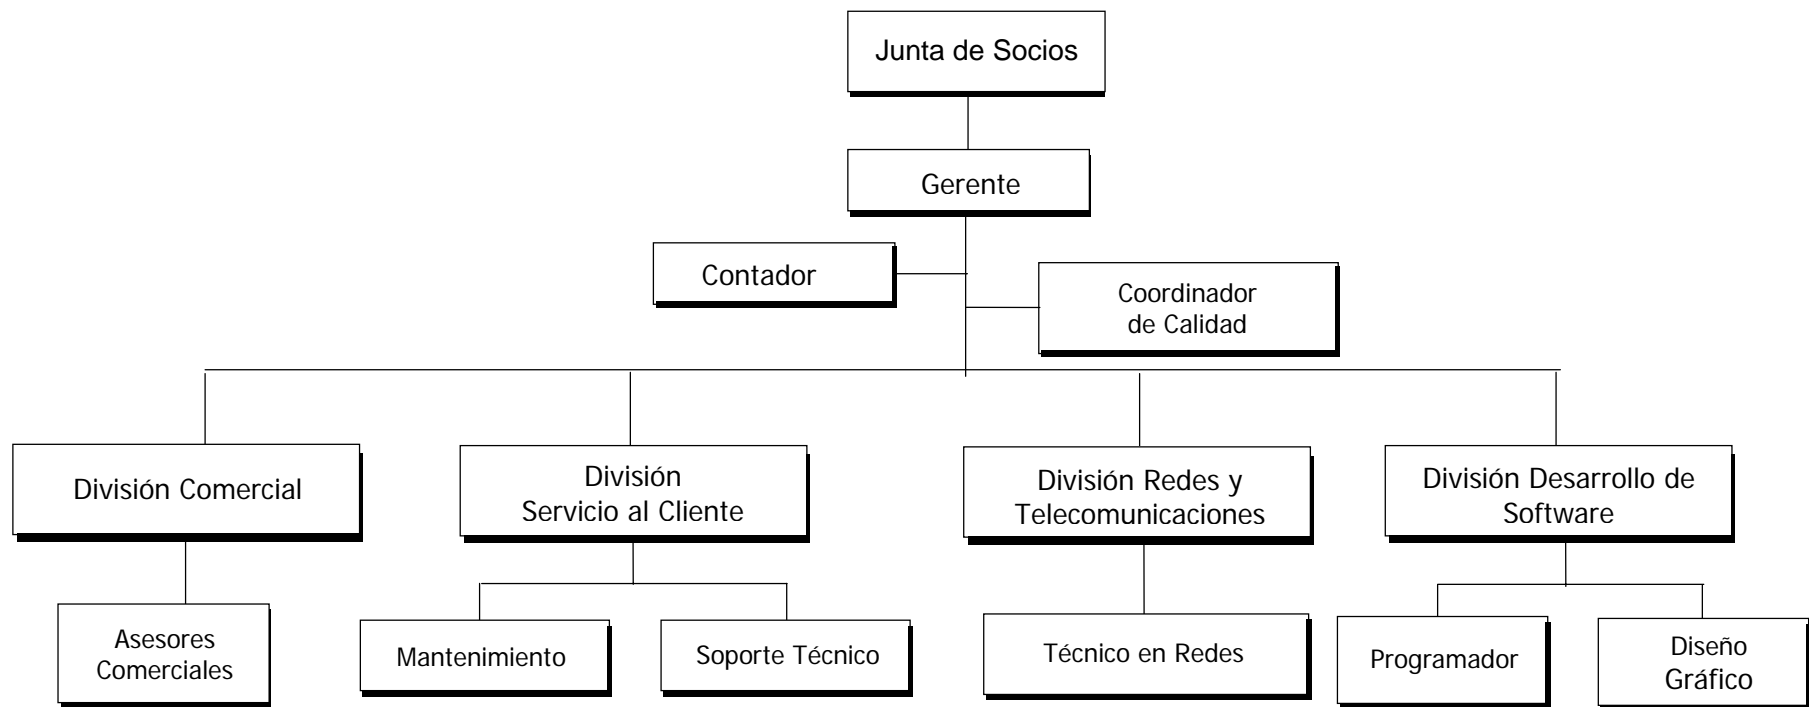 Junta de Socios
Gerente
Contador
Coordinador
de Calidad
División Comercial
División
Servicio al Cliente
División Redes y
Telecomunicaciones
División Desarrollo de
Software
Asesores
Comerciales
Mantenimiento
Soporte Técnico
Técnico en Redes
Programador
Diseño
Gráfico